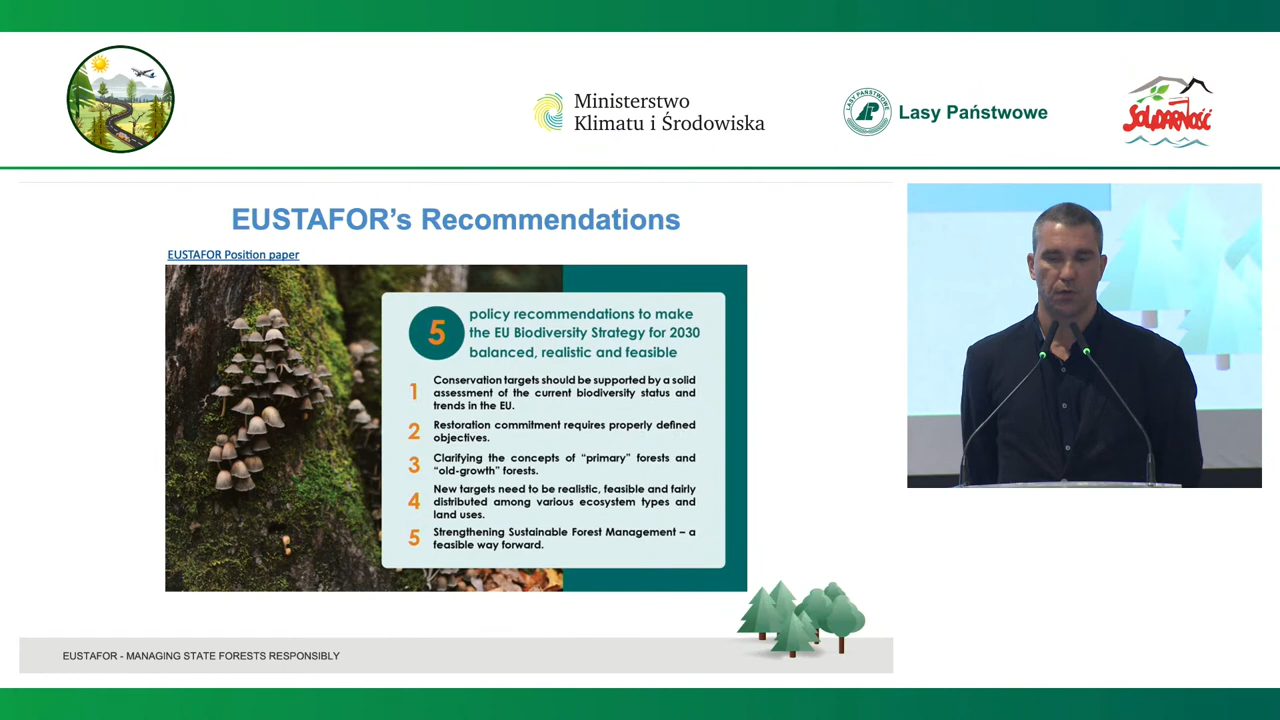 Ministerstwo
Klimatu i Środowiska
LASY PAŃSTWOWE
Lasy Państwowe
SOLIDARNOŚĆ
EUSTAFOR’s Recommendations
EUSTAFOR Position paper
5
policy recommendations to make
the EU Biodiversity Strategy for 2030
balanced, realistic and feasible
1 Conservation targets should be supported by a solid
assessment of the current biodiversity status and
trends in the EU.
2 Restoration commitment requires properly defined
objectives.
3 Clarifying the concepts of “primary” forests and
“old-growth” forests.
4 New targets need to be realistic, feasible and fairly
distributed among various ecosystem types and
land uses.
5 Strengthening Sustainable Forest Management – a
feasible way forward.
EUSTAFOR - MANAGING STATE FORESTS RESPONSIBLY